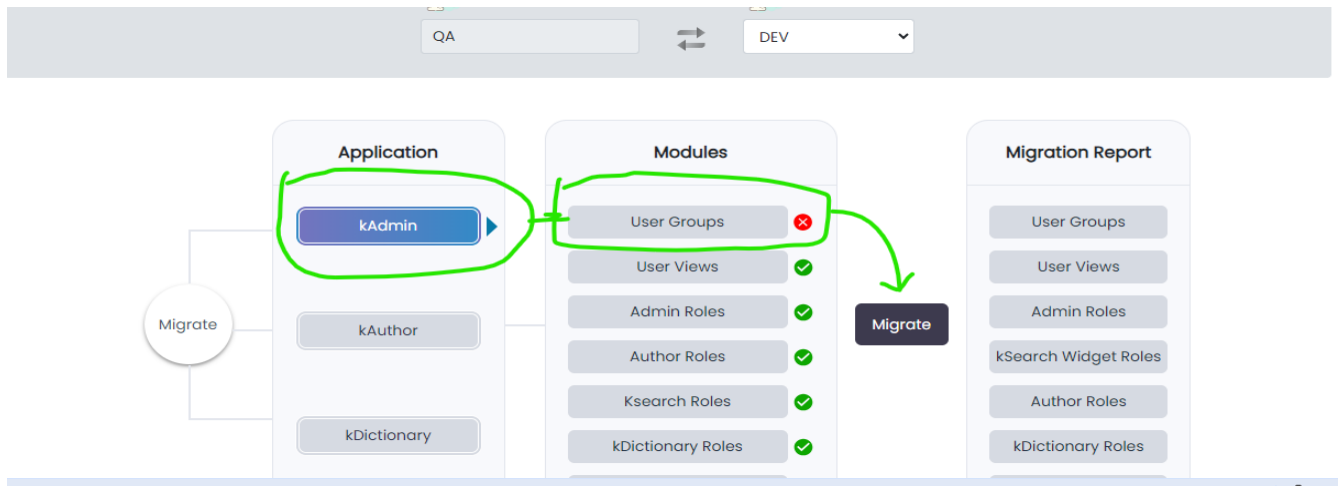 QA
DEV
Application
Modules
Migration Report
kAdmin
User Groups
User Groups
User Views
User Views
Migrate
kAuthor
Admin Roles
Migrate
Admin Roles
Author Roles
kSearch Widget Roles
Ksearch Roles
Author Roles
kDictionary
kDictionary Roles
kDictionary Roles